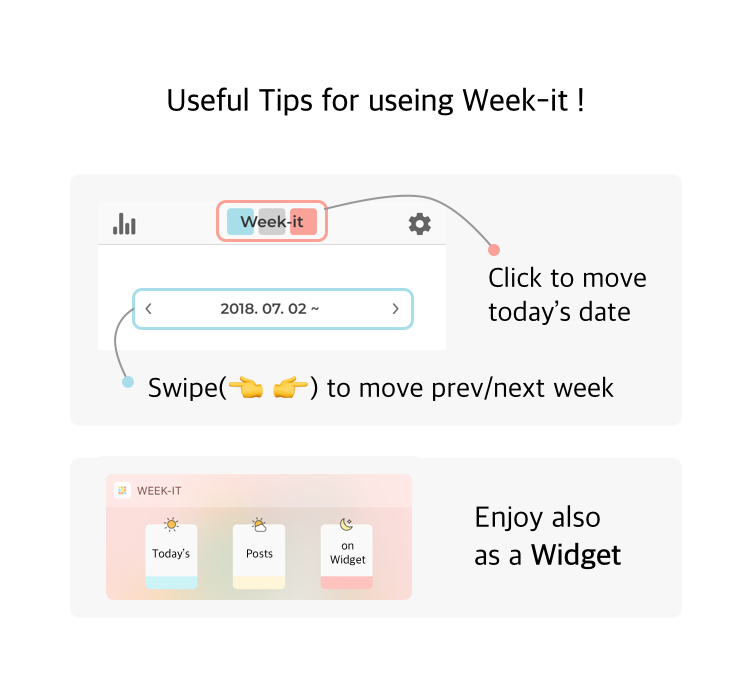 Useful Tips for useing Week-it !
Week-it
Click to move
today's date
2018. 07. 02 ~
Swipe(👈 👉) to move prev/next week
WEEK-IT
Today's
Posts
on
Widget
Enjoy also
as a Widget